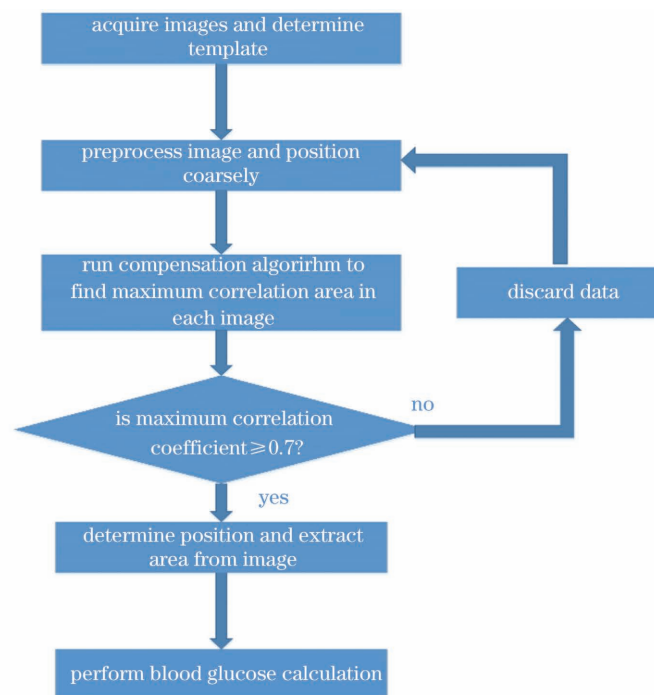 acquire images and determine
template
preprocess image and position
coarsely
run compensation algorirhm to
find maximum correlation area in
each image
discard data
is maximum correlation
coefficient≥0.7?
no
yes
determine position and extract
area from image
perform blood glucose calculation